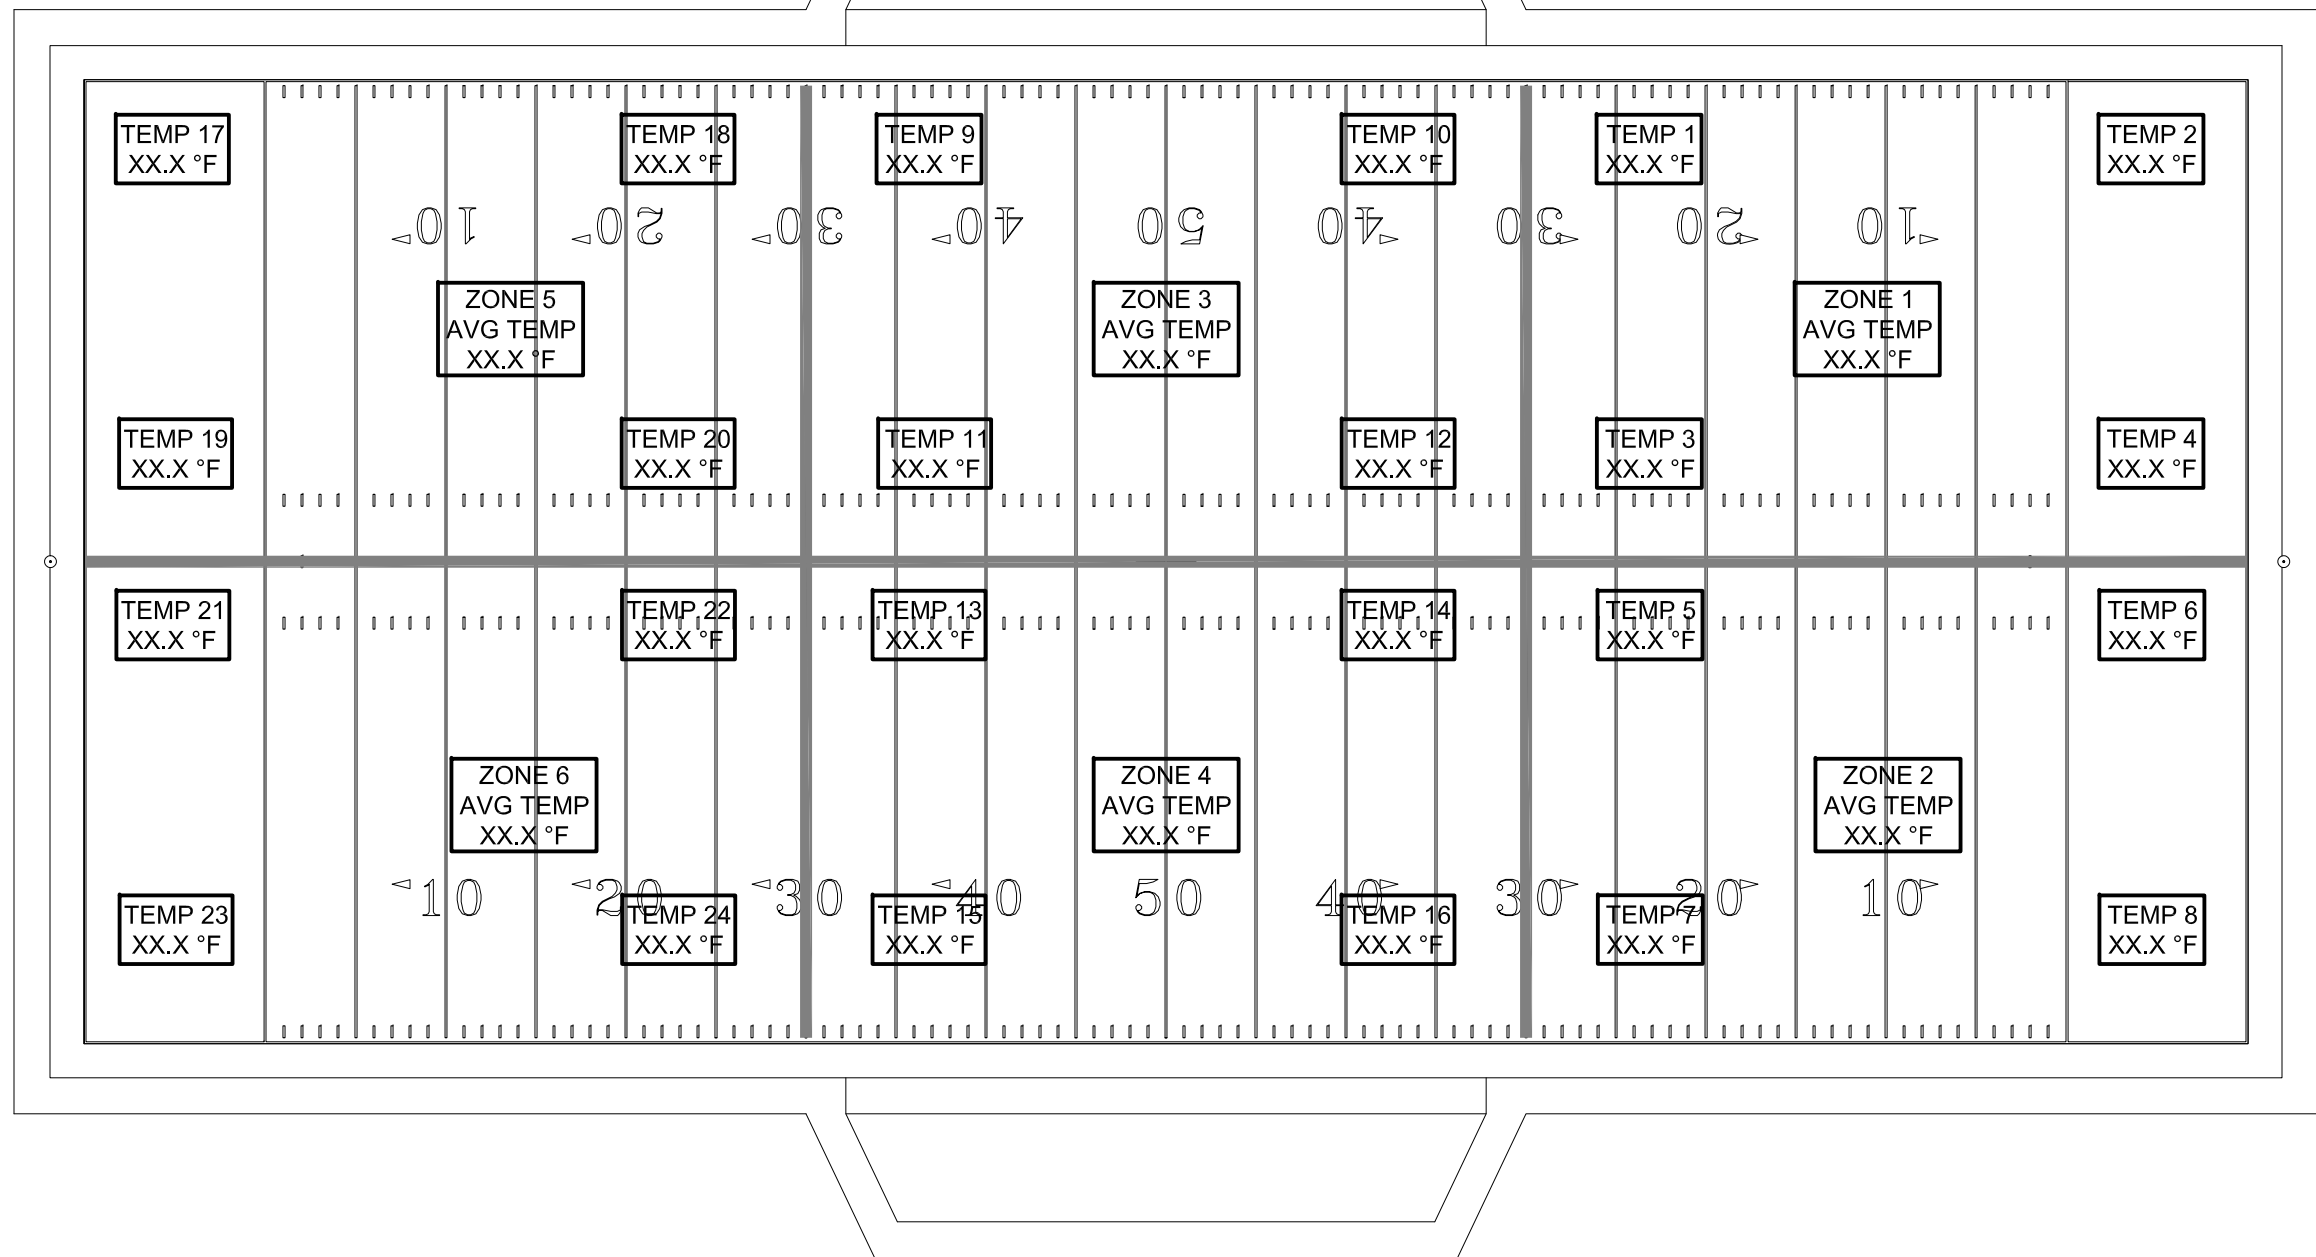 TEMP 17
XX.X °F
TEMP 18
XX.X °F
TEMP 9
XX.X °F
TEMP 10
XX.X °F
TEMP 1
XX.X °F
TEMP 2
XX.X °F
10
20
30
40
50
40
30
20
10
ZONE 5
AVG TEMP
XX.X °F
ZONE 3
AVG TEMP
XX.X °F
ZONE 1
AVG TEMP
XX.X °F
TEMP 19
XX.X °F
TEMP 20
XX.X °F
TEMP 11
XX.X °F
TEMP 12
XX.X °F
TEMP 3
XX.X °F
TEMP 4
XX.X °F
TEMP 21
XX.X °F
TEMP 22
XX.X °F
TEMP 13
XX.X °F
TEMP 14
XX.X °F
TEMP 5
XX.X °F
TEMP 6
XX.X °F
ZONE 6
AVG TEMP
XX.X °F
ZONE 4
AVG TEMP
XX.X °F
ZONE 2
AVG TEMP
XX.X °F
10
20
30
40
50
40
30
20
10
TEMP 23
XX.X °F
TEMP 24
XX.X °F
TEMP 15
XX.X °F
TEMP 16
XX.X °F
TEMP 7
XX.X °F
TEMP 8
XX.X °F